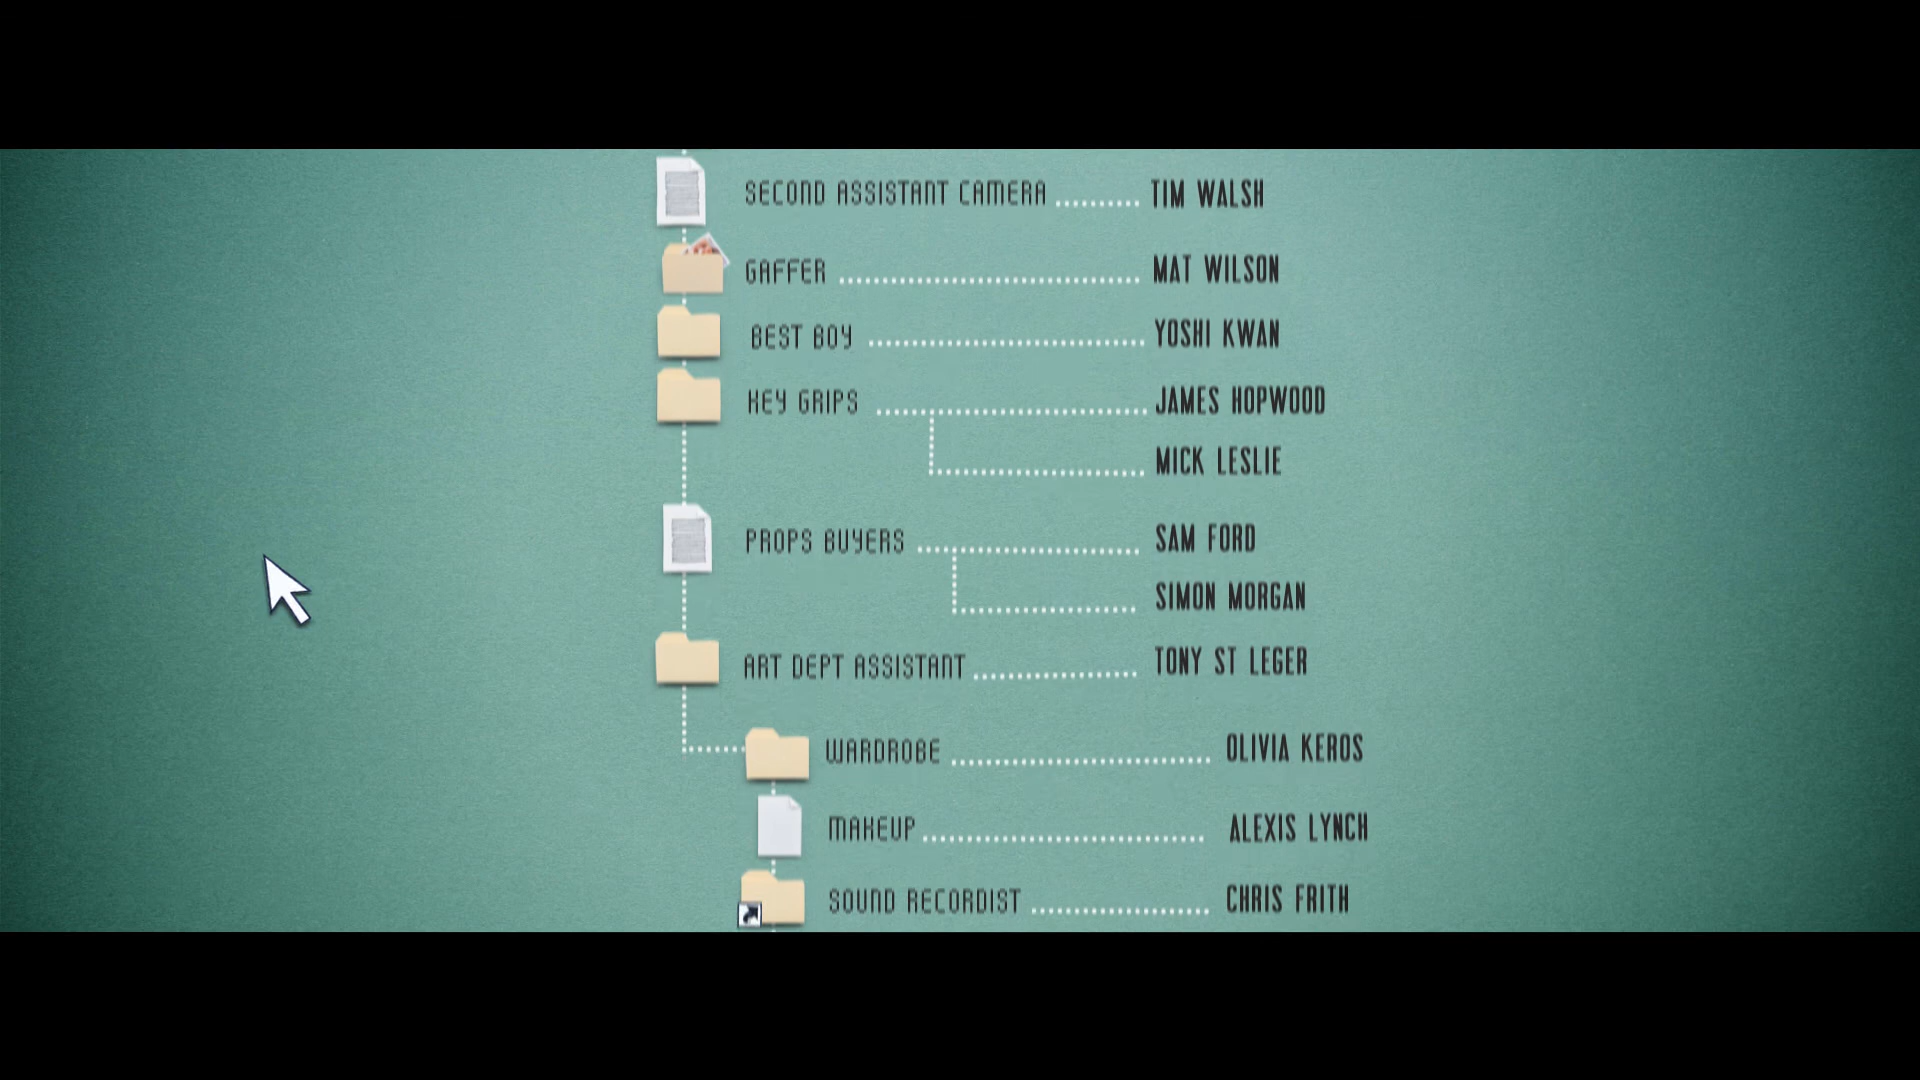 SECOND ASSISTANT CAMERA ......... TIM WALSH
GAFFER ......... MAT WILSON
BEST BOY ......... YOSHI KWAN
KEY GRIPS ......... JAMES HOPWOOD
MICK LESLIE
PROPS BUYERS ......... SAM FORD
SIMON MORGAN
ART DEPT ASSISTANT ......... TONY ST LEGER
WARDROBE ......... OLIVIA KEROS
MAKEUP ......... ALEXIS LYNCH
SOUND RECORDIST ......... CHRIS FRITH